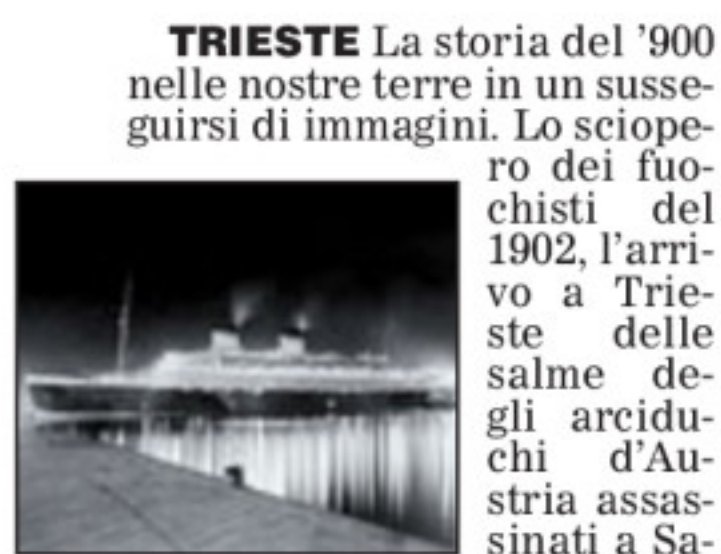 TRIESTE La storia del ’900
nelle nostre terre in un susse-
guirsi di immagini. Lo sciope-
ro dei fuo-
chisti del
1902, l’arri-
vo a Trie-
ste delle
salme de-
gli arcidu-
chi d’Au-
stria assas-
sinati a Sa-